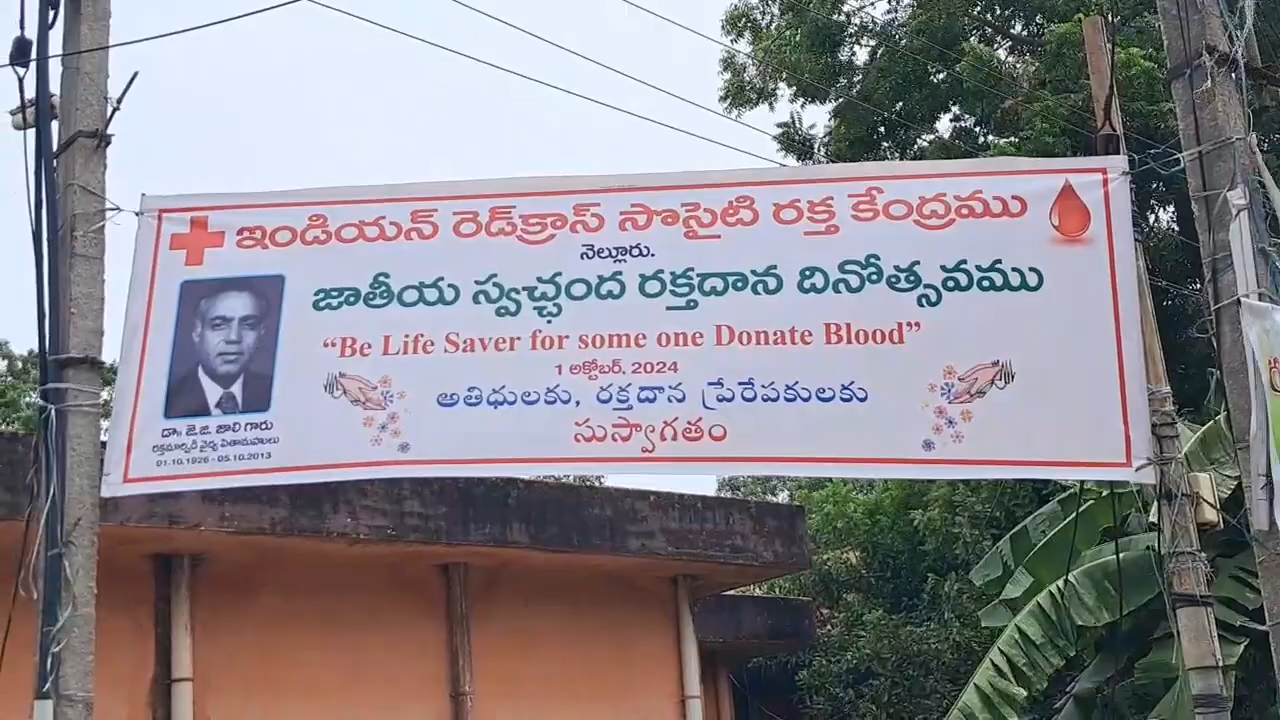 ఇండియన్ రెడ్‌క్రాస్ సొసైటి రక్త కేంద్రము
నెల్లూరు.
జాతీయ స్వచ్ఛంద రక్తదాన దినోత్సవము
“Be Life Saver for some one Donate Blood”
1 అక్టోబర్, 2024
అతిధులకు, రక్తదాన ప్రేరేపకులకు
సుస్వాగతం
డా॥ జె.జి. జాలి గారు
రక్తమార్పిడి వైద్య పితామహులు
01.10.1926 - 05.10.2013